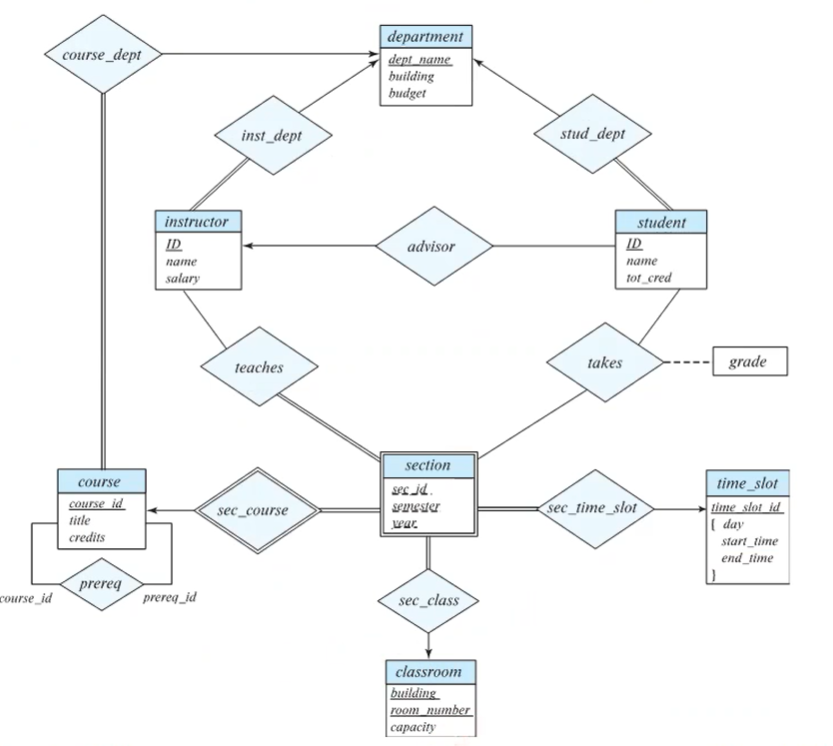 course_dept
department
dept_name
building
budget
inst_dept
stud_dept
instructor
ID
name
salary
advisor
student
ID
name
tot_cred
teaches
takes
grade
course
course_id
title
credits
sec_course
section
sec_id
semester
year
sec_time_slot
time_slot
time_slot_id
{ day
start_time
end_time
}
prereq
course_id
prereq_id
sec_class
classroom
building
room_number
capacity